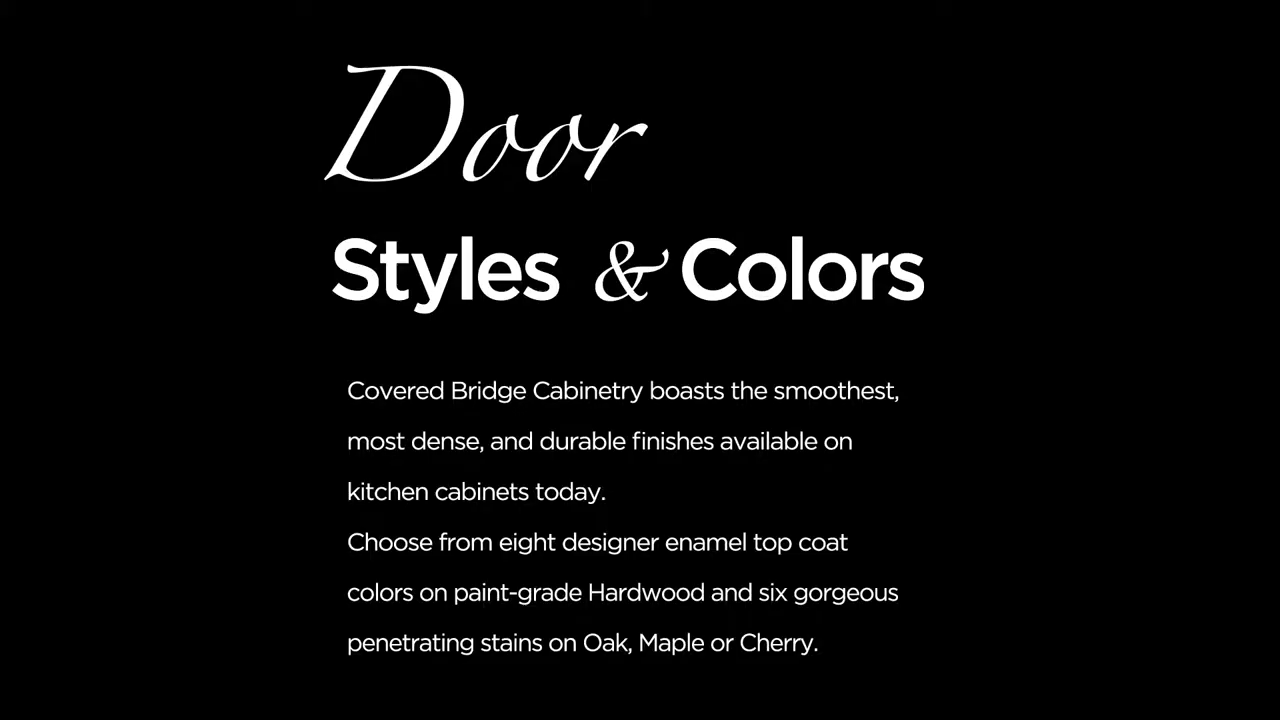 Door
Styles & Colors
Covered Bridge Cabinetry boasts the smoothest,
most dense, and durable finishes available on
kitchen cabinets today.
Choose from eight designer enamel top coat
colors on paint-grade Hardwood and six gorgeous
penetrating stains on Oak, Maple or Cherry.